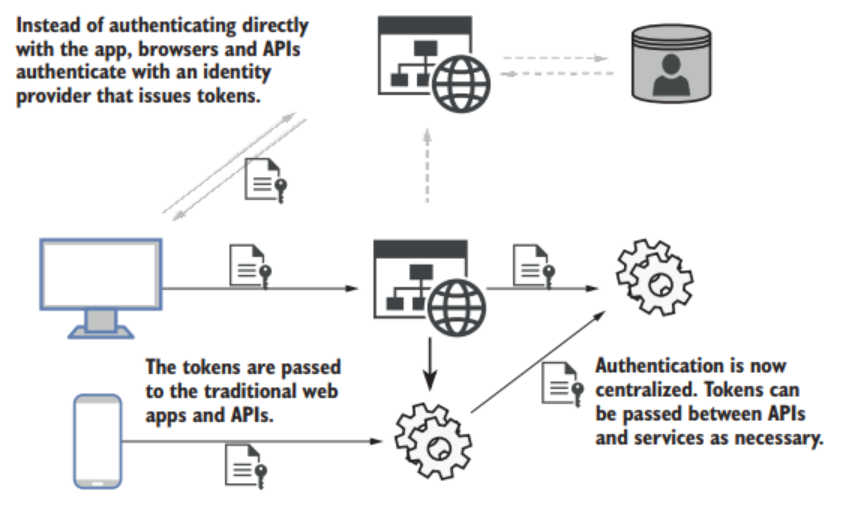 Instead of authenticating directly
with the app, browsers and APIs
authenticate with an identity
provider that issues tokens.
The tokens are passed
to the traditional web
apps and APIs.
Authentication is now
centralized. Tokens can
be passed between APIs
and services as necessary.